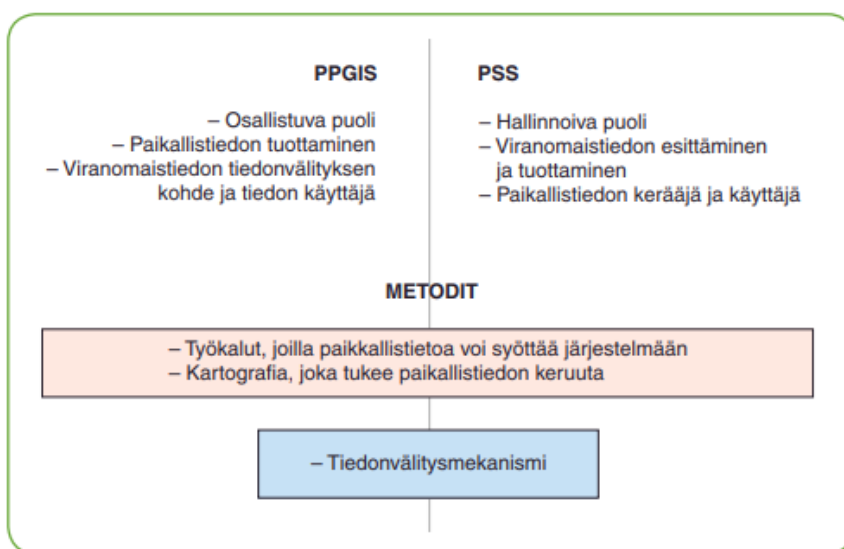 PPGIS
– Osallistuva puoli
– Paikallistiedon tuottaminen
– Viranomaistiedon tiedonvälityksen
kohde ja tiedon käyttäjä
PSS
– Hallinnoiva puoli
– Viranomaistiedon esittäminen
ja tuottaminen
– Paikallistiedon kerääjä ja käyttäjä
METODIT
– Työkalut, joilla paikkallistietoa voi syöttää järjestelmään
– Kartografia, joka tukee paikallistiedon keruuta
– Tiedonvälitysmekanismi